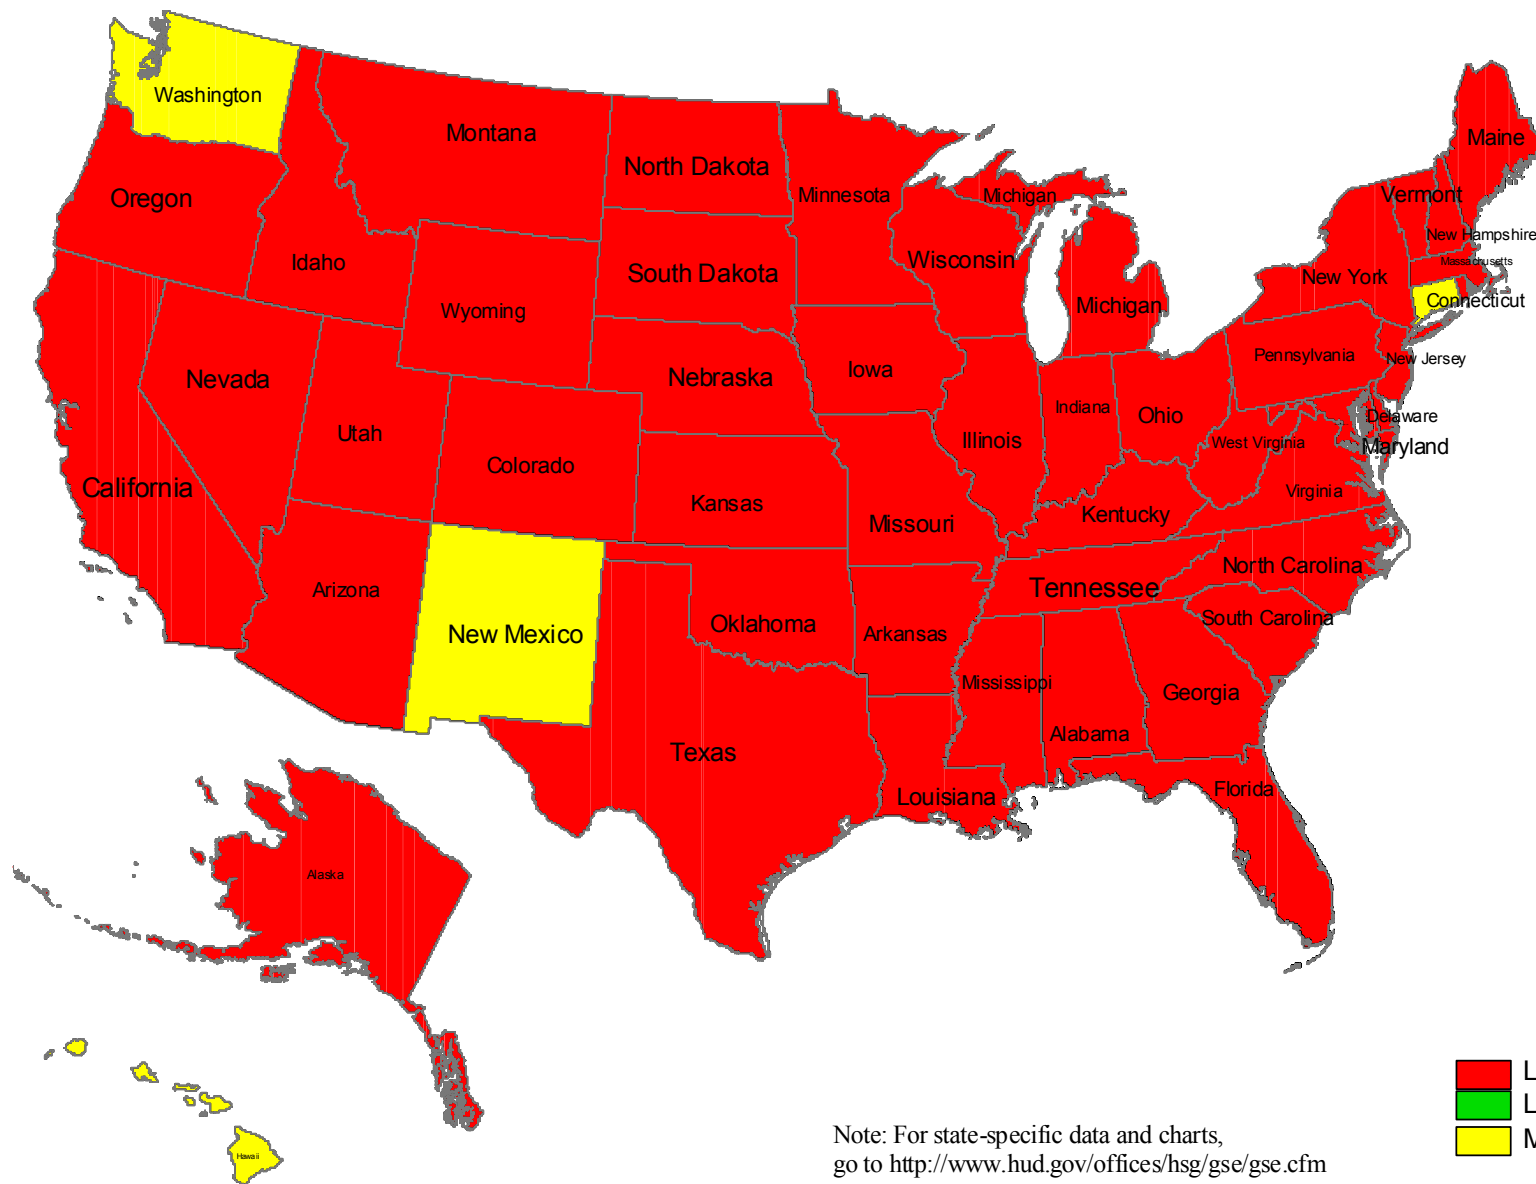 Washington
Montana
North Dakota
Minnesota
Michigan
Maine
Oregon
Idaho
Wyoming
South Dakota
Wisconsin
Michigan
Vermont
New Hampshire
Massachusetts
New York
Connecticut
Pennsylvania
New Jersey
Nevada
Utah
Colorado
Nebraska
Iowa
Illinois
Indiana
Ohio
West Virginia
Delaware
Maryland
Virginia
California
Kansas
Missouri
Kentucky
Arizona
New Mexico
Oklahoma
Arkansas
Tennessee
North Carolina
South Carolina
Mississippi
Alabama
Georgia
Texas
Louisiana
Florida
Alaska
Hawaii
L
L
M
Note: For state-specific data and charts,
go to http://www.hud.gov/offices/hsg/gse/gse.cfm